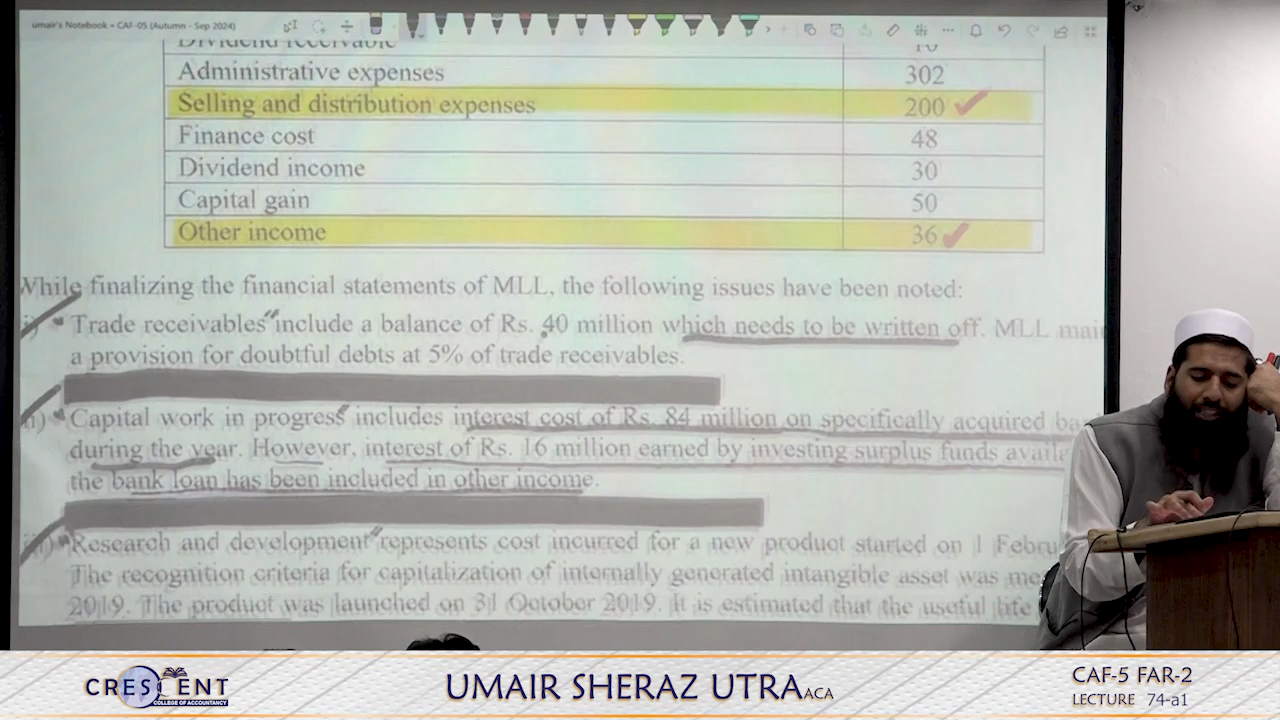 umair's Notebook » CAF-05 (Autumn - Sep 2024)
Dividend receivable 10
Administrative expenses 302
Selling and distribution expenses 200
Finance cost 48
Dividend income 30
Capital gain 50
Other income 36
While finalizing the financial statements of MLL, the following issues have been noted:
Trade receivables" include a balance of Rs. 40 million which needs to be written off. MLL
a provision for doubtful debts at 5% of trade receivables.
ii) "Capital work in progress" includes interest cost of Rs. 84 million on specifically acquired
during the year. However, interest of Rs. 16 million earned by investing surplus funds
the bank loan has been included in other income.
"Research and development" represents cost incurred for a new product started on 1
The recognition criteria for capitalization of internally generated intangible asset was
2019. The product was launched on 31 October 2019. It is estimated that the useful life
CRESCENT
COLLEGE OF ACCOUNTANCY
UMAIR SHERAZ UTRA ACA
CAF-5 FAR-2
LECTURE 74-a1